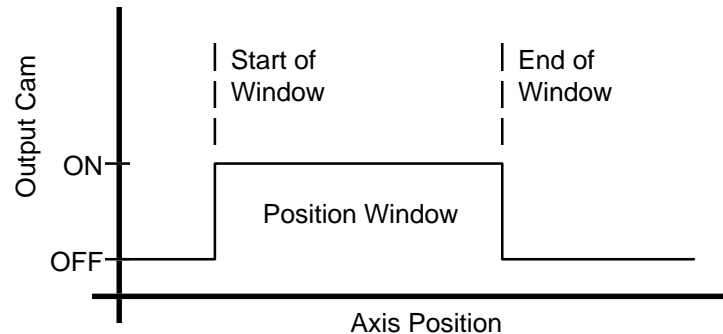 Output Cam
Start of
Window
End of
Window
ON
Position Window
OFF
Axis Position